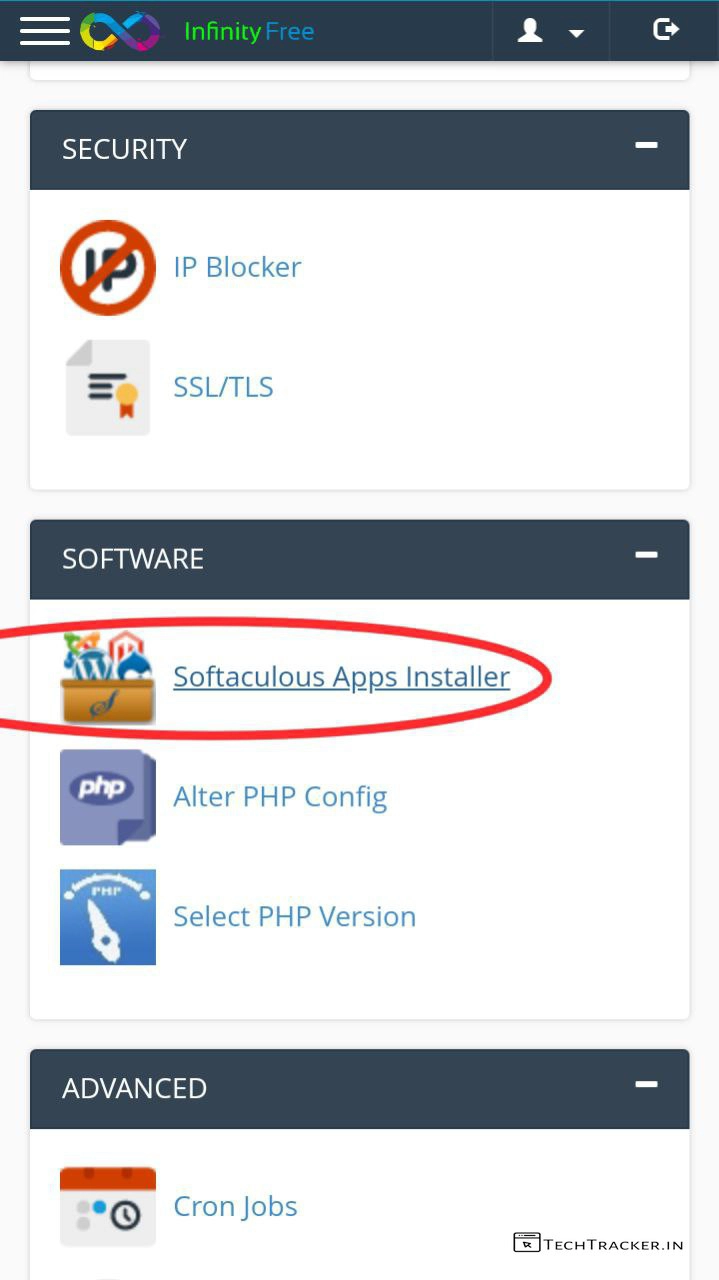 InfinityFree
SECURITY
IP
IP Blocker
SSL/TLS
SOFTWARE
Softaculous Apps Installer
php
Alter PHP Config
PHP
Select PHP Version
ADVANCED
Cron Jobs
TECHTRACKER.IN